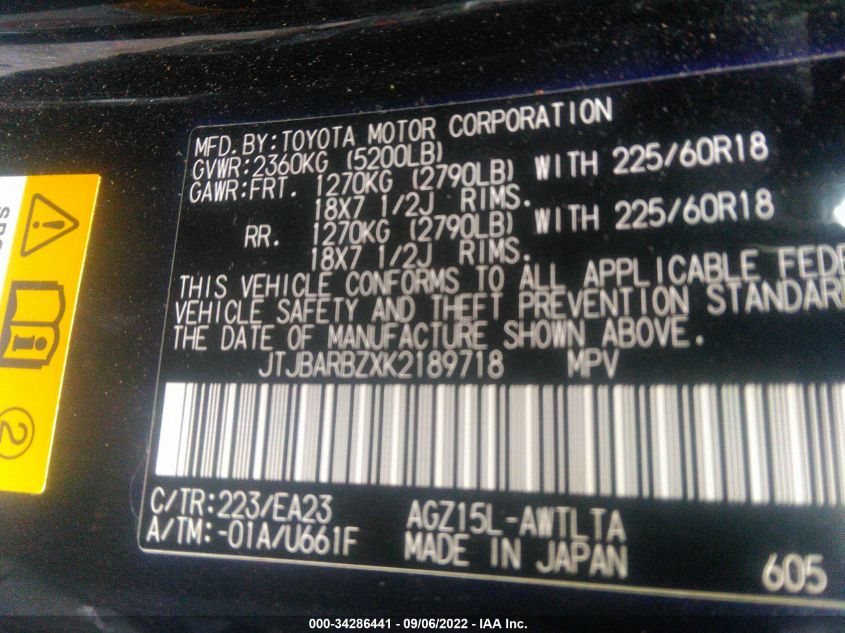 MFD. BY: TOYOTA MOTOR CORPORATION
GVWR: 2360KG (5200LB)
GAWR: FRT. 1270KG (2790LB) WITH 225/60R18
18X7 1/2J RIMS.
RR. 1270KG (2790LB) WITH 225/60R18
18X7 1/2J RIMS.
THIS VEHICLE CONFORMS TO ALL APPLICABLE
VEHICLE SAFETY AND THEFT PREVENTION
THE DATE OF MANUFACTURE SHOWN ABOVE.
JTJBARBZXK2189718 MPV
C/TR: 223/EA23 AGZ15L-AWTLTA
A/TM: -01A/U661F MADE IN JAPAN
605
2
000-34286441 - 09/06/2022 - IAA Inc.